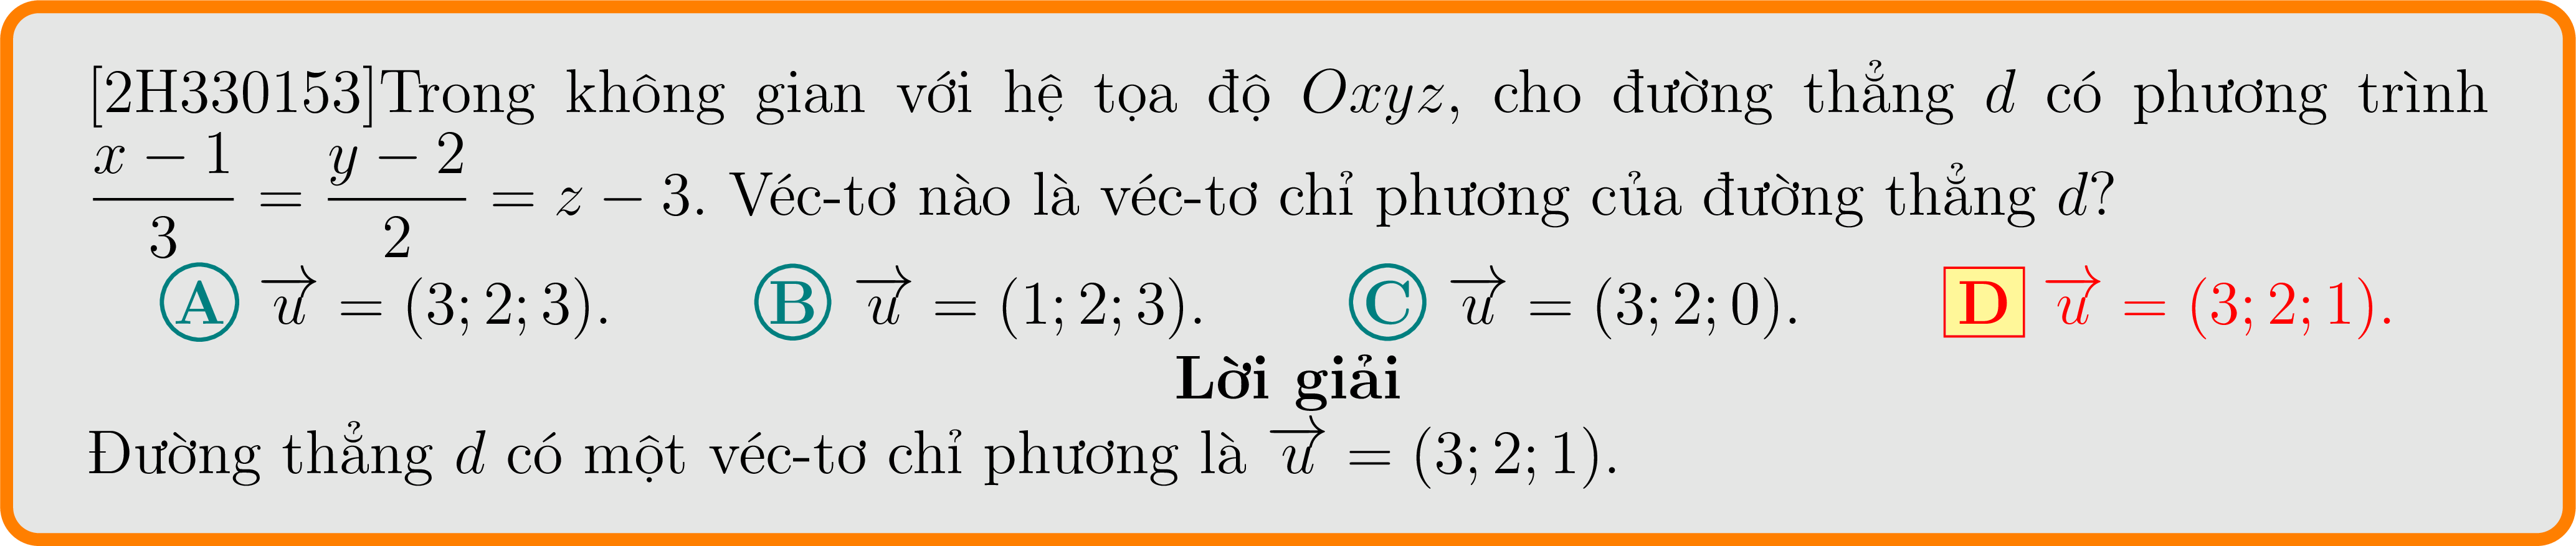 [2H330153]Trong không gian với hệ tọa độ Oxyz, cho đường thẳng d có phương trình
\frac{x − 1}{3} = \frac{y − 2}{2} = z − 3. Véc-tơ nào là véc-tơ chỉ phương của đường thẳng d?
A \overrightarrow{u} = (3; 2; 3). B \overrightarrow{u} = (1; 2; 3). C \overrightarrow{u} = (3; 2; 0). D \overrightarrow{u} = (3; 2; 1).
Lời giải
Đường thẳng d có một véc-tơ chỉ phương là \overrightarrow{u} = (3; 2; 1).